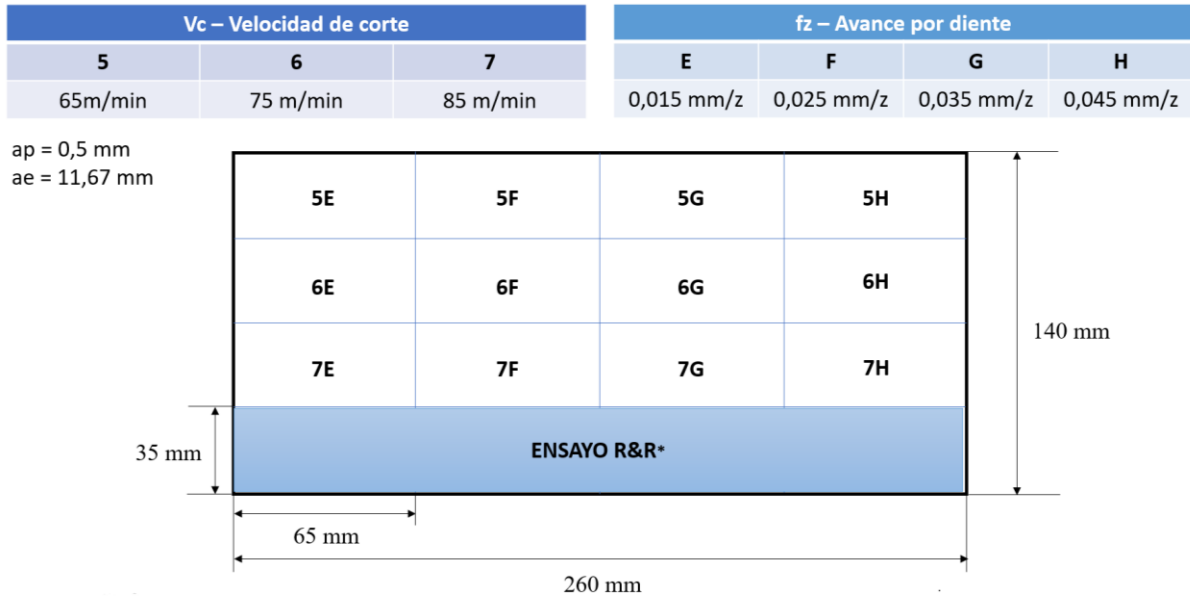 Vc – Velocidad de corte
5 6 7
65m/min 75 m/min 85 m/min
fz – Avance por diente
E F G H
0,015 mm/z 0,025 mm/z 0,035 mm/z 0,045 mm/z
ap = 0,5 mm
ae = 11,67 mm
5E 5F 5G 5H
6E 6F 6G 6H
7E 7F 7G 7H
140 mm
35 mm
ENSAYO R&R*
65 mm
260 mm